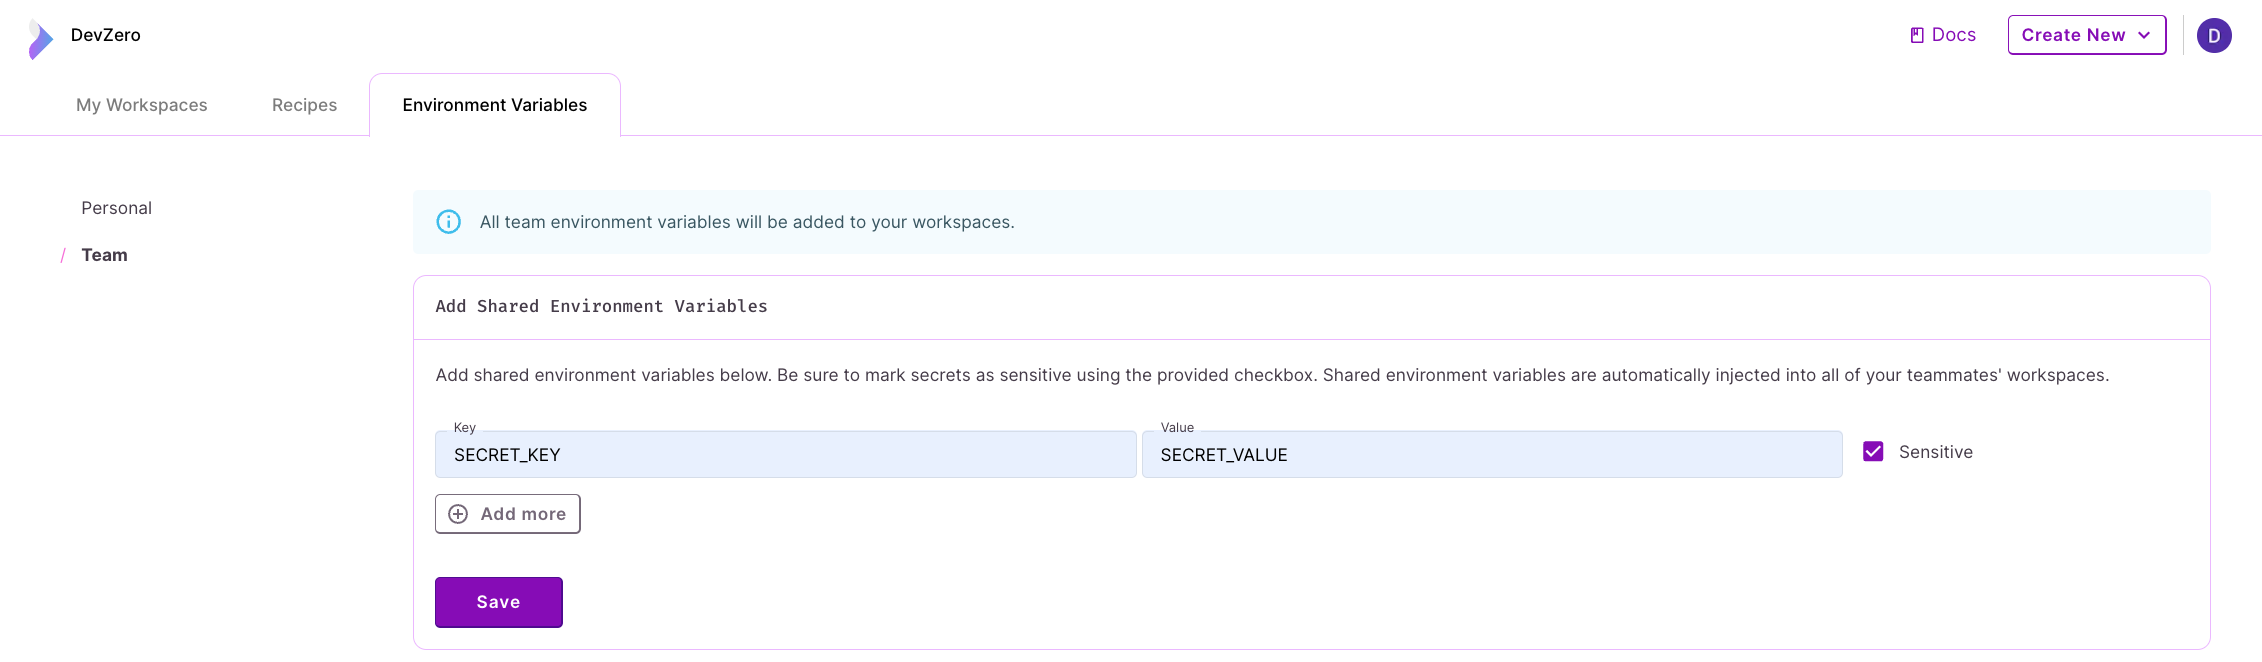 DevZero
Docs
Create New
D
My Workspaces
Recipes
Environment Variables
Personal
/ Team
All team environment variables will be added to your workspaces.
Add Shared Environment Variables
Add shared environment variables below. Be sure to mark secrets as sensitive using the provided checkbox. Shared environment variables are automatically injected into all of your teammates' workspaces.
Key
SECRET_KEY
Value
SECRET_VALUE
Sensitive
Add more
Save